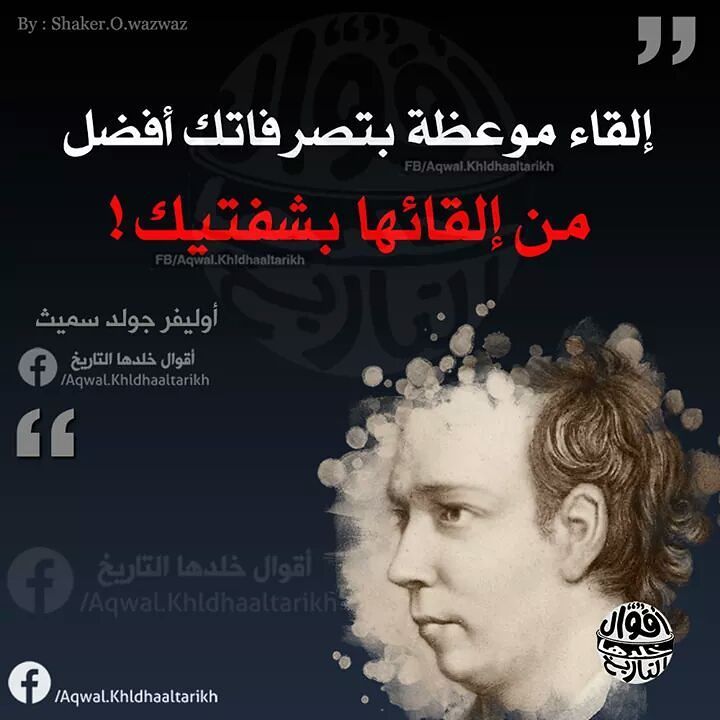 By : Shaker.O.wazwaz
”
إلقاء موعظة بتصرفاتك أفضل
FB/Aqwal.Khldhaaltarikh
من إلقائها بشفتيك !
FB/Aqwal.Khldhaaltarikh
أوليفر جولد سميث
أقوال خلدها التاريخ
/Aqwal.Khldhaaltarikh
“
أقوال خلدها التاريخ
/Aqwal.Khldhaaltarikh
أقوال
خلدها
التاريخ
/Aqwal.Khldhaaltarikh